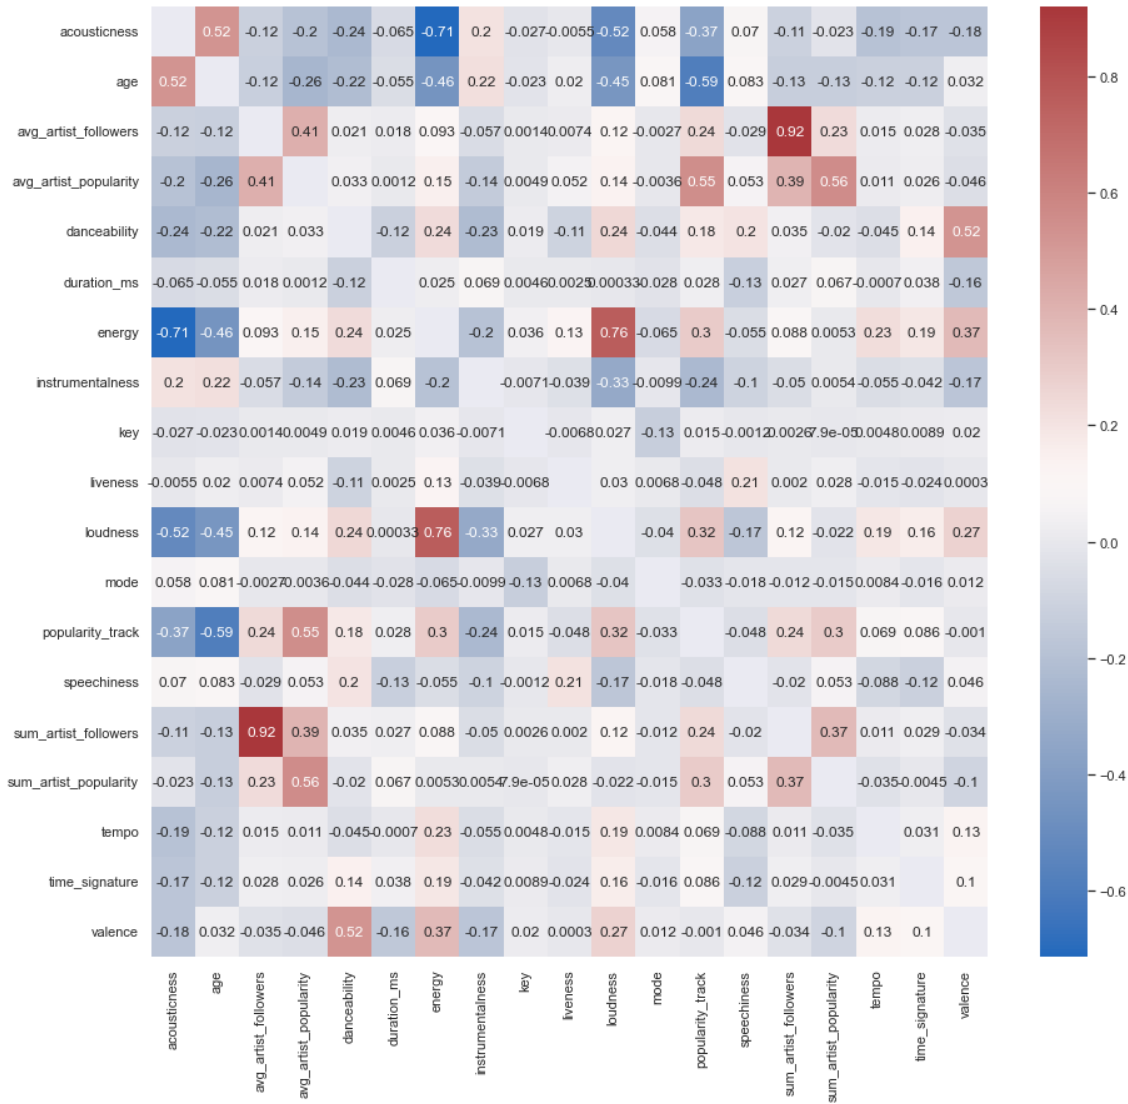 acousticness 0.52 -0.12 -0.2 -0.24 -0.065 -0.71 0.2 -0.027 -0.0055 -0.52 0.058 -0.37 0.07 -0.11 -0.023 -0.19 -0.17 -0.18
0.8
age 0.52 -0.12 -0.26 -0.22 -0.055 -0.46 0.22 -0.023 0.02 -0.45 0.081 -0.59 0.083 -0.13 -0.13 -0.12 -0.12 0.032
avg_artist_followers -0.12 -0.12 0.41 0.021 0.018 0.093 -0.057 0.0014 0.0074 0.12 -0.0027 0.24 -0.029 0.92 0.23 0.015 0.028 -0.035
0.6
avg_artist_popularity -0.2 -0.26 0.41 0.033 0.0012 0.15 -0.14 0.0049 0.052 0.14 -0.0036 0.55 0.053 0.39 0.56 0.011 0.026 -0.046
danceability -0.24 -0.22 0.021 0.033 -0.12 0.24 -0.23 0.019 -0.11 0.24 -0.044 0.18 0.2 0.035 -0.02 -0.045 0.14 0.52
duration_ms -0.065 -0.055 0.018 0.0012 -0.12 0.025 0.069 0.0046 0.0025 0.00033 -0.028 0.028 -0.13 0.027 0.067 -0.0007 0.038 -0.16
0.4
energy -0.71 -0.46 0.093 0.15 0.24 0.025 -0.2 0.036 0.13 0.76 -0.065 0.3 -0.055 0.088 0.0053 0.23 0.19 0.37
instrumentalness 0.2 0.22 -0.057 -0.14 -0.23 0.069 -0.2 -0.0071 -0.039 -0.33 -0.0099 -0.24 -0.1 -0.05 0.0054 -0.055 -0.042 -0.17
0.2
key -0.027 -0.023 0.0014 0.0049 0.019 0.0046 0.036 -0.0071 -0.0068 0.027 -0.13 0.015 -0.0012 0.0026 7.9e-05 0.0048 0.0089 0.02
liveness -0.0055 0.02 0.0074 0.052 -0.11 0.0025 0.13 -0.039 -0.0068 0.03 0.0068 -0.048 0.21 0.002 0.028 -0.015 -0.024 0.0003
loudness -0.52 -0.45 0.12 0.14 0.24 0.00033 0.76 -0.33 0.027 0.03 -0.04 0.32 -0.17 0.12 -0.022 0.19 0.16 0.27
0.0
mode 0.058 0.081 -0.0027 -0.0036 -0.044 -0.028 -0.065 -0.0099 -0.13 0.0068 -0.04 -0.033 -0.018 -0.012 -0.015 0.0084 -0.016 0.012
popularity_track -0.37 -0.59 0.24 0.55 0.18 0.028 0.3 -0.24 0.015 -0.048 0.32 -0.033 -0.048 0.24 0.3 0.069 0.086 -0.001
−0.2
speechiness 0.07 0.083 -0.029 0.053 0.2 -0.13 -0.055 -0.1 -0.0012 0.21 -0.17 -0.018 -0.048 -0.02 0.053 -0.088 -0.12 0.046
sum_artist_followers -0.11 -0.13 0.92 0.39 0.035 0.027 0.088 -0.05 0.0026 0.002 0.12 -0.012 0.24 -0.02 0.37 0.011 0.029 -0.034
−0.4
sum_artist_popularity -0.023 -0.13 0.23 0.56 -0.02 0.067 0.0053 0.0054 7.9e-05 0.028 -0.022 -0.015 0.3 0.053 0.37 -0.035 -0.0045 -0.1
tempo -0.19 -0.12 0.015 0.011 -0.045 -0.0007 0.23 -0.055 0.0048 -0.015 0.19 0.0084 0.069 -0.088 0.011 -0.035 0.031 0.13
time_signature -0.17 -0.12 0.028 0.026 0.14 0.038 0.19 -0.042 0.0089 -0.024 0.16 -0.016 0.086 -0.12 0.029 -0.0045 0.031 0.1
−0.6
valence -0.18 0.032 -0.035 -0.046 0.52 -0.16 0.37 -0.17 0.02 0.0003 0.27 0.012 -0.001 0.046 -0.034 -0.1 0.13 0.1
acousticness
age
avg_artist_followers
avg_artist_popularity
danceability
duration_ms
energy
instrumentalness
key
liveness
loudness
mode
popularity_track
speechiness
sum_artist_followers
sum_artist_popularity
tempo
time_signature
valence